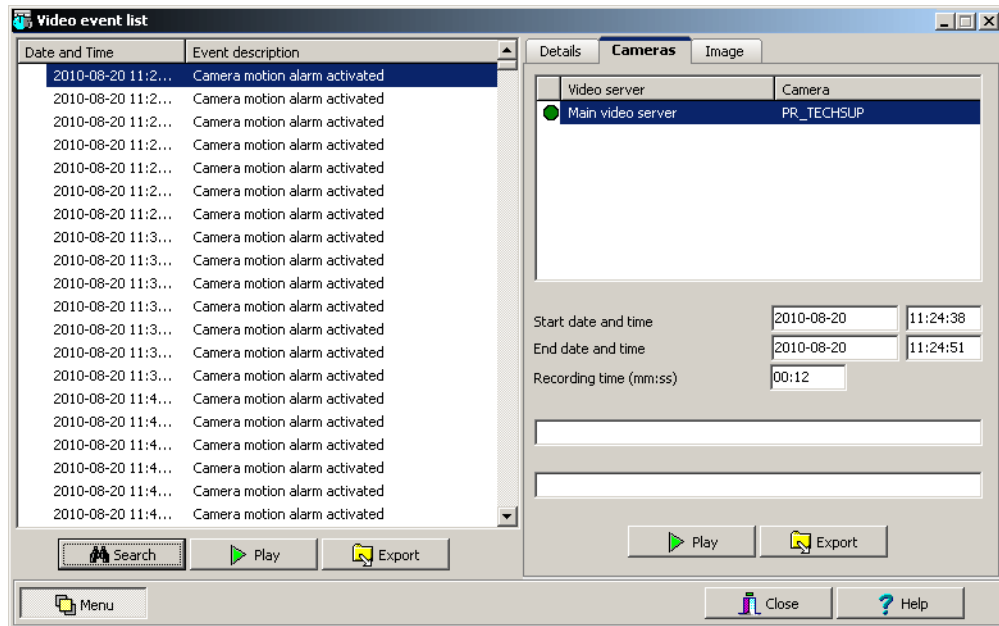 Video event list
Date and Time Event description
2010-08-20 11:2... Camera motion alarm activated
2010-08-20 11:2... Camera motion alarm activated
2010-08-20 11:2... Camera motion alarm activated
2010-08-20 11:2... Camera motion alarm activated
2010-08-20 11:2... Camera motion alarm activated
2010-08-20 11:2... Camera motion alarm activated
2010-08-20 11:2... Camera motion alarm activated
2010-08-20 11:3... Camera motion alarm activated
2010-08-20 11:3... Camera motion alarm activated
2010-08-20 11:3... Camera motion alarm activated
2010-08-20 11:3... Camera motion alarm activated
2010-08-20 11:3... Camera motion alarm activated
2010-08-20 11:3... Camera motion alarm activated
2010-08-20 11:3... Camera motion alarm activated
2010-08-20 11:4... Camera motion alarm activated
2010-08-20 11:4... Camera motion alarm activated
2010-08-20 11:4... Camera motion alarm activated
2010-08-20 11:4... Camera motion alarm activated
2010-08-20 11:4... Camera motion alarm activated
2010-08-20 11:4... Camera motion alarm activated
Search Play Export
Details Cameras Image
Video server Camera
Main video server PR_TECHSUP
Start date and time 2010-08-20 11:24:38
End date and time 2010-08-20 11:24:51
Recording time (mm:ss) 00:12
Play Export
Menu Close Help